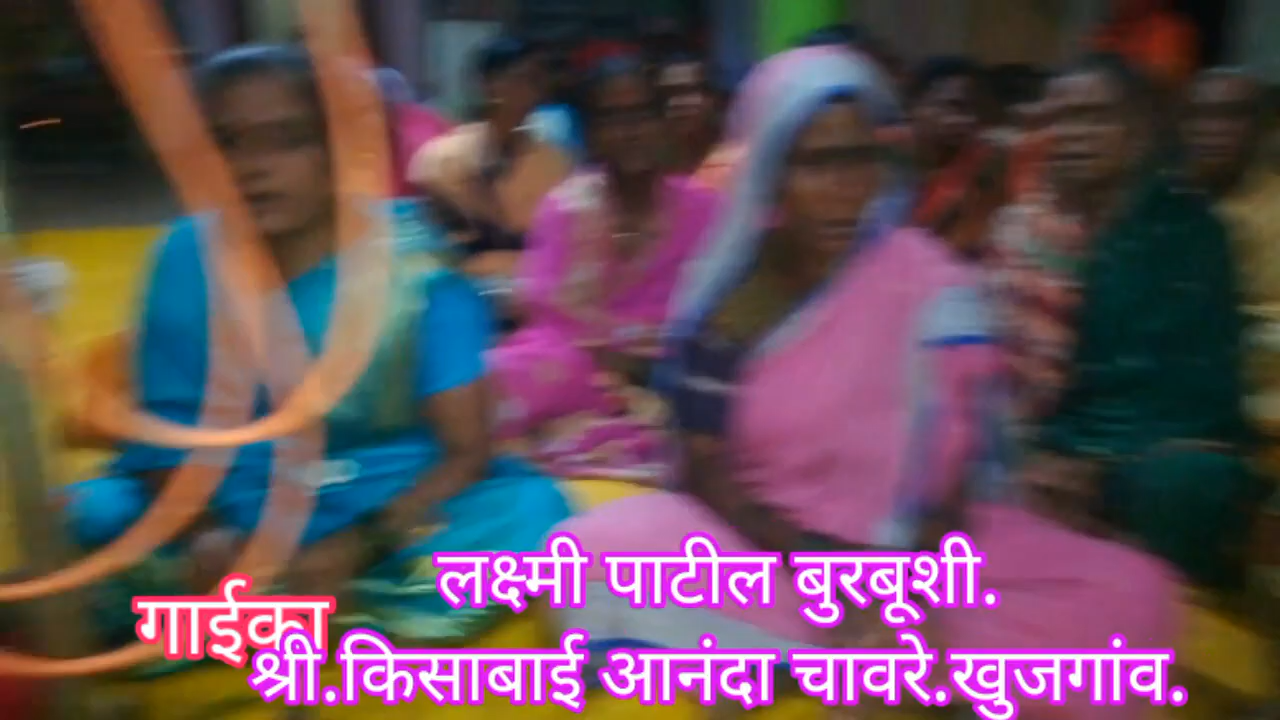 लक्ष्मी पाटील बुरबूशी.
गाईका
श्री.किसाबाई आनंदा चावरे.खुजगांव.